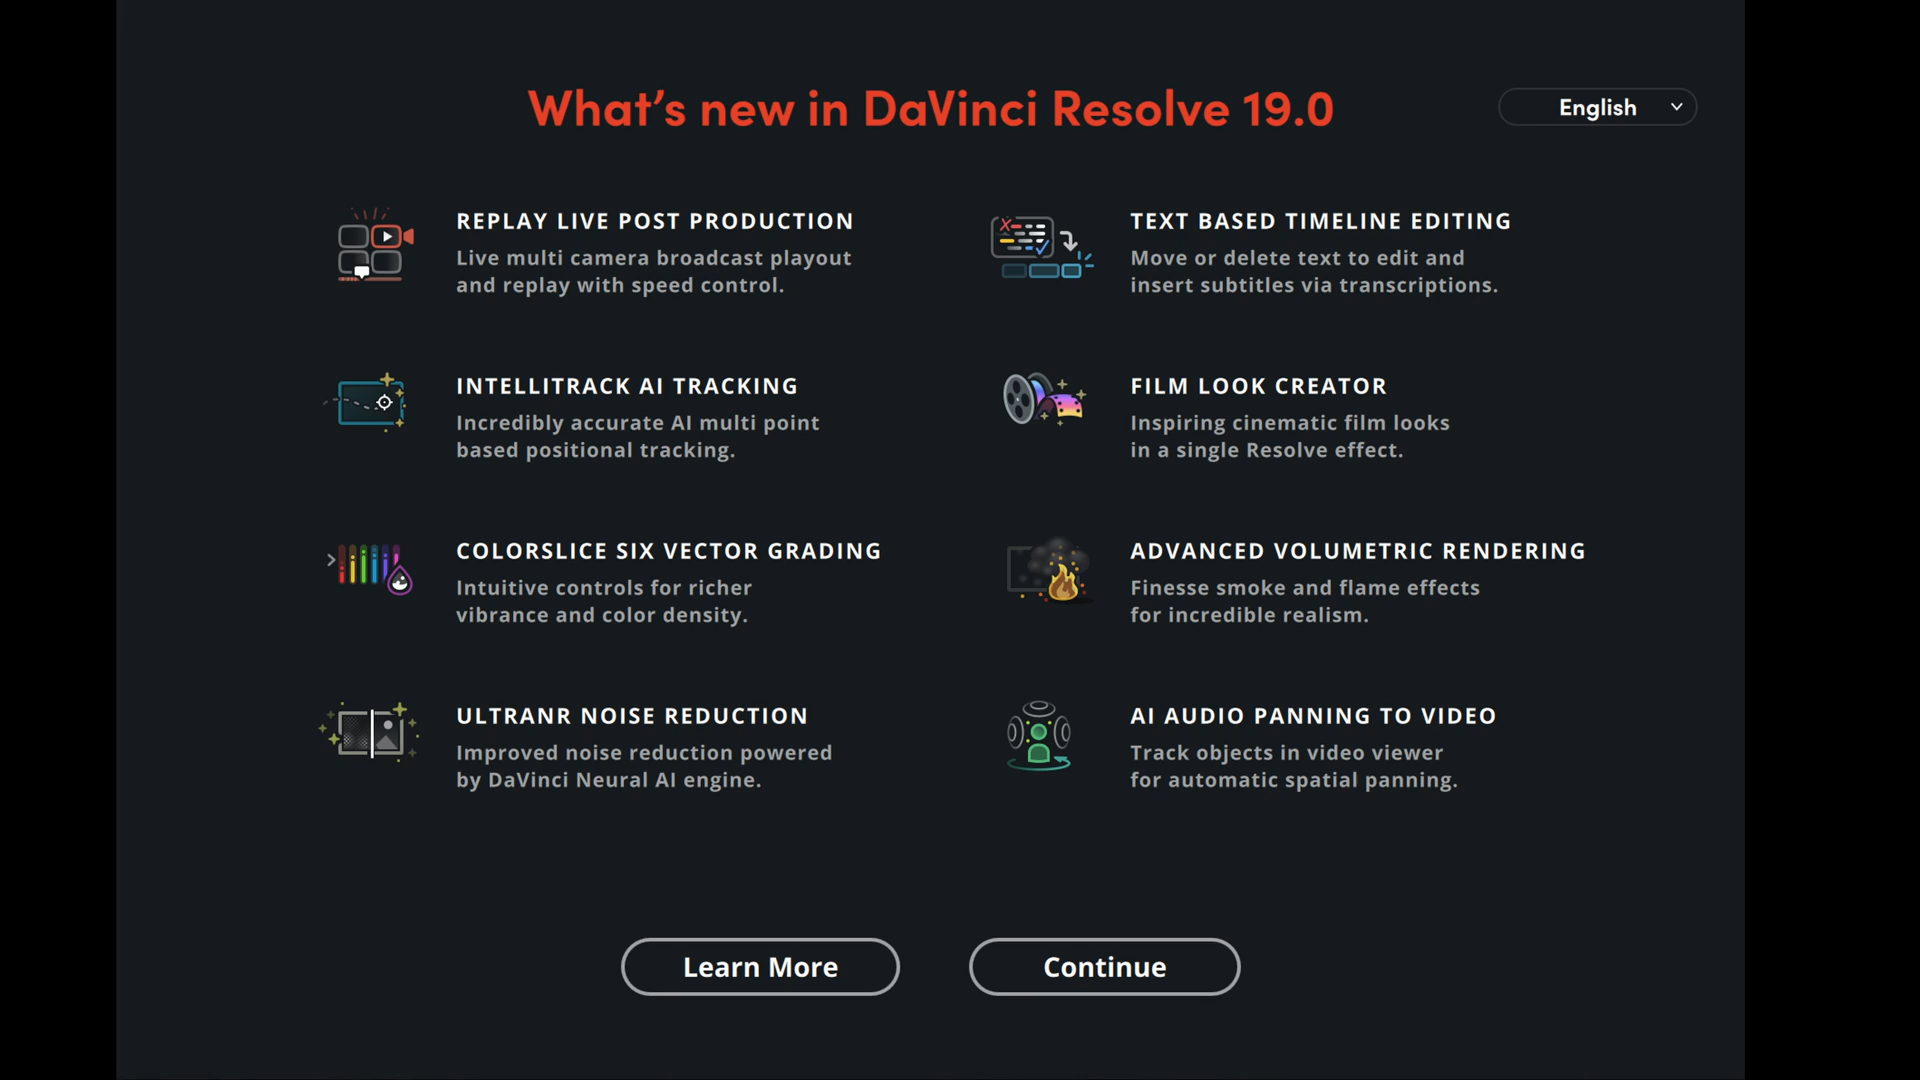 What's new in DaVinci Resolve 19.0
English
REPLAY LIVE POST PRODUCTION
Live multi camera broadcast playout
and replay with speed control.
TEXT BASED TIMELINE EDITING
Move or delete text to edit and
insert subtitles via transcriptions.
INTELLITRACK AI TRACKING
Incredibly accurate AI multi point
based positional tracking.
FILM LOOK CREATOR
Inspiring cinematic film looks
in a single Resolve effect.
COLORSLICE SIX VECTOR GRADING
Intuitive controls for richer
vibrance and color density.
ADVANCED VOLUMETRIC RENDERING
Finesse smoke and flame effects
for incredible realism.
ULTRANR NOISE REDUCTION
Improved noise reduction powered
by DaVinci Neural AI engine.
AI AUDIO PANNING TO VIDEO
Track objects in video viewer
for automatic spatial panning.
Learn More
Continue